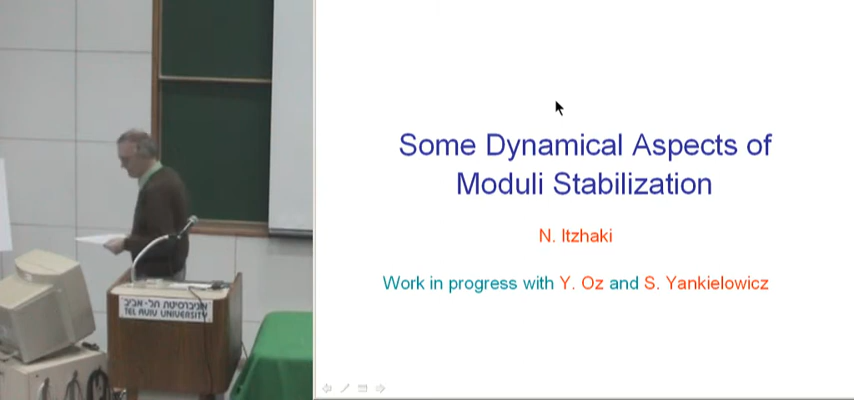 Some Dynamical Aspects of
Moduli Stabilization
N. Itzhaki
Work in progress with Y. Oz and S. Yankielowicz
אוניברסיטת תל-אביב
TEL AVIV UNIVERSITY